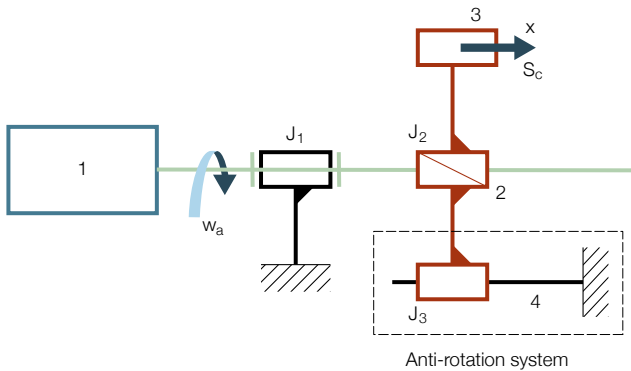 3
x
S_c
1
J_1
J_2
2
w_a
J_3
4
Anti-rotation system